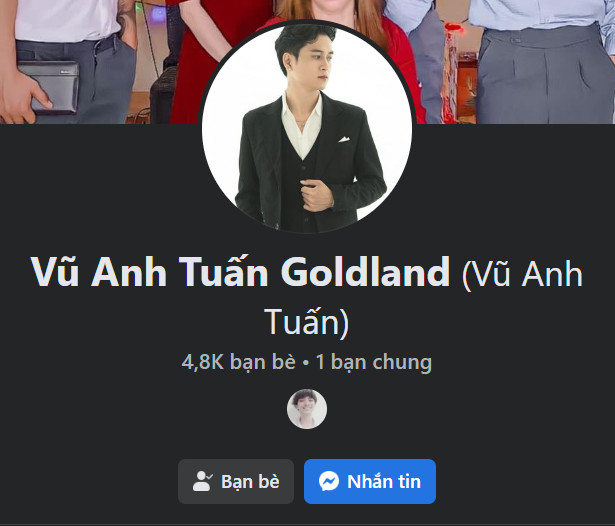 Vũ Anh Tuấn Goldland (Vũ Anh
Tuấn)
4,8K bạn bè • 1 bạn chung
Bạn bè
Nhắn tin